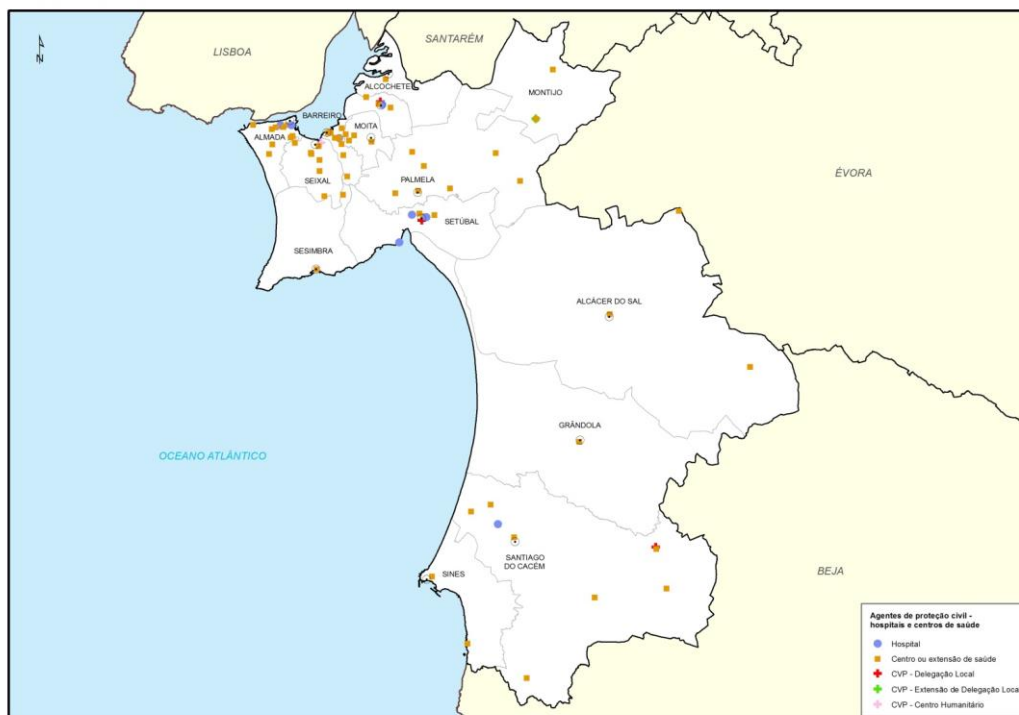 N
LISBOA
SANTARÉM
ALCOCHETE
MONTIJO
BARREIRO
MOITA
ALMADA
SEIXAL
PALMELA
ÉVORA
SETÚBAL
SESIMBRA
ALCÁCER DO SAL
GRÂNDOLA
OCEANO ATLÂNTICO
SANTIAGO
DO CACÉM
SINES
BEJA
Agentes de proteção civil -
hospitais e centros de saúde
Hospital
Centro ou extensão de saúde
CVP - Delegação Local
CVP - Extensão de Delegação Local
CVP - Centro Humanitário